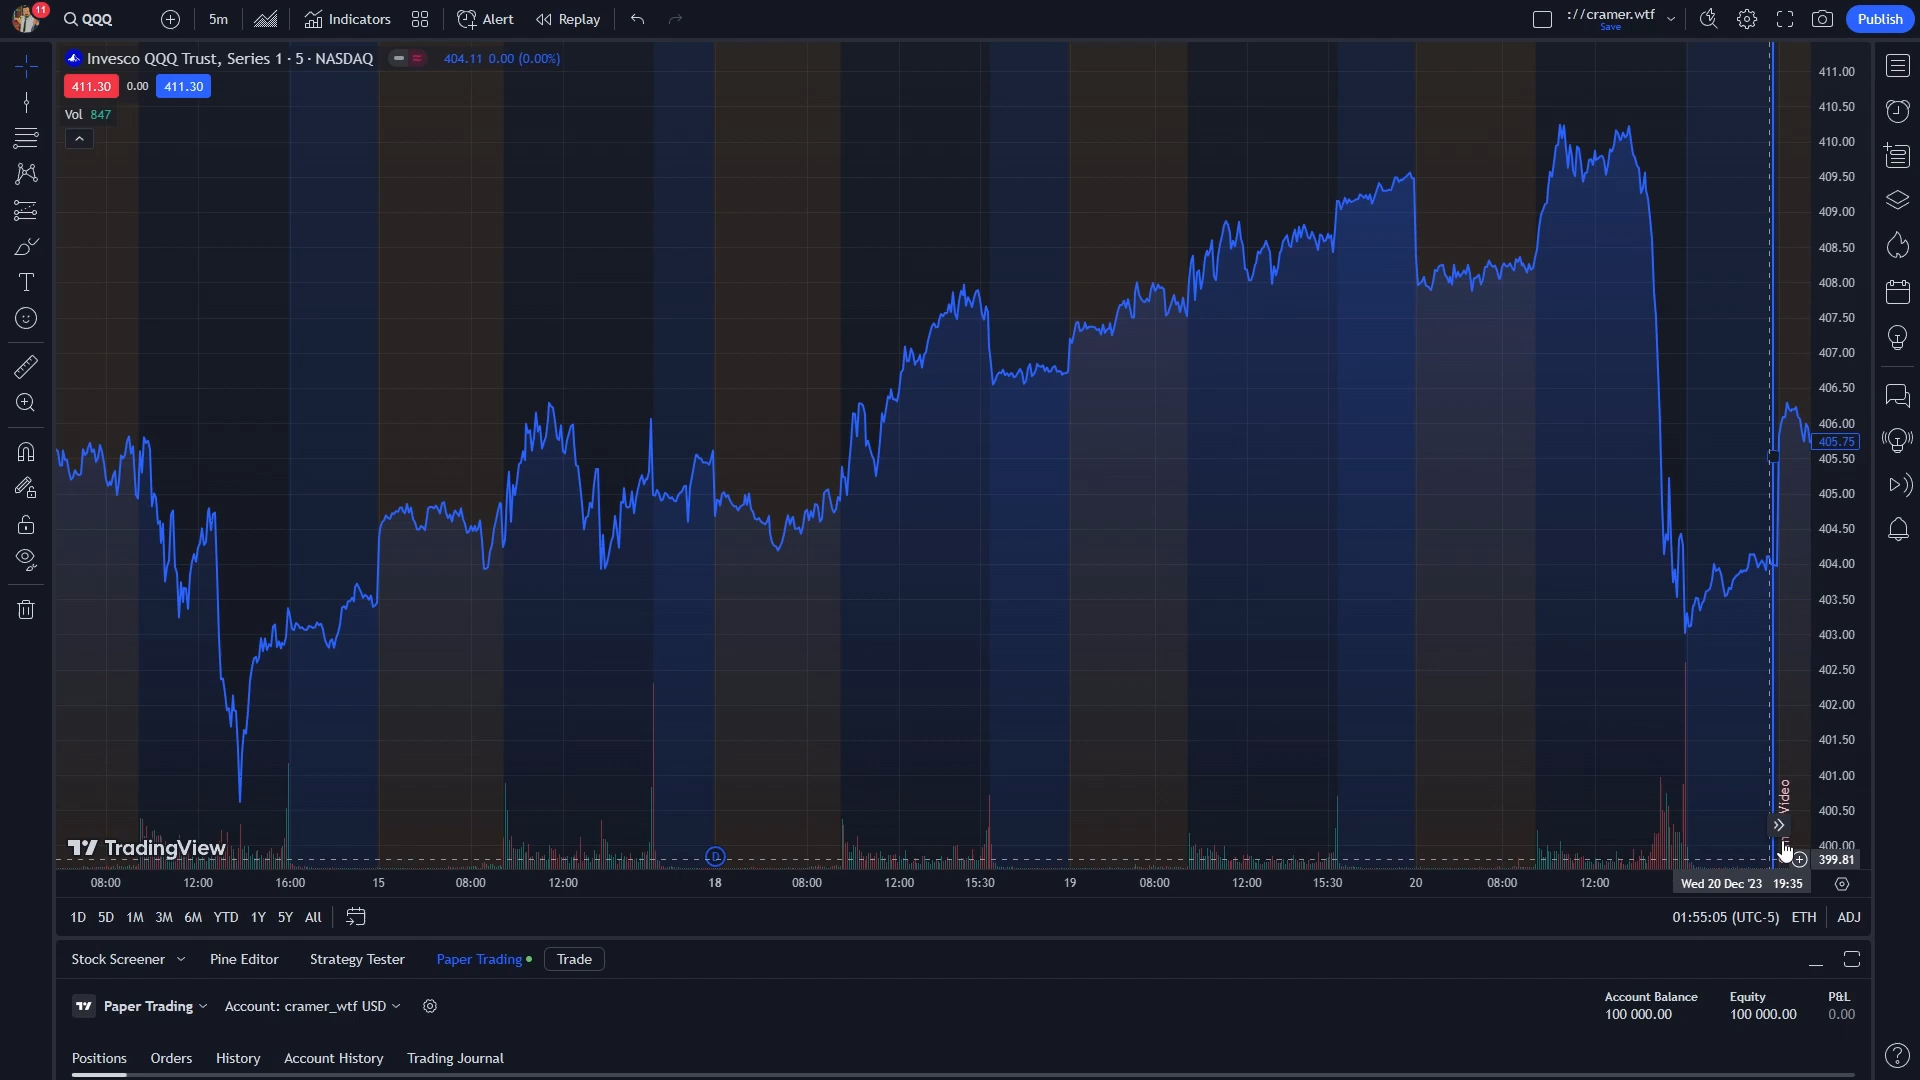 11
QQQ
5m
Indicators
Alert
Replay
://cramer.wtf
Save
Publish
Invesco QQQ Trust, Series 1 · 5 · NASDAQ
404.11 0.00 (0.00%)
411.30 0.00 411.30
Vol 847
411.00
410.50
410.00
409.50
409.00
408.50
408.00
407.50
407.00
406.50
406.00
405.75
405.50
405.00
404.50
404.00
403.50
403.00
402.50
402.00
401.50
401.00
400.50
400.00
399.81
Video
TradingView
D
08:00 12:00 16:00 15 08:00 12:00 18 08:00 12:00 15:30 19 08:00 12:00 15:30 20 08:00 12:00 Wed 20 Dec '23 19:35
1D 5D 1M 3M 6M YTD 1Y 5Y All
01:55:05 (UTC-5) ETH ADJ
Stock Screener Pine Editor Strategy Tester Paper Trading Trade
Paper Trading Account: cramer_wtf USD
Account Balance Equity P&L
100 000.00 100 000.00 0.00
Positions Orders History Account History Trading Journal